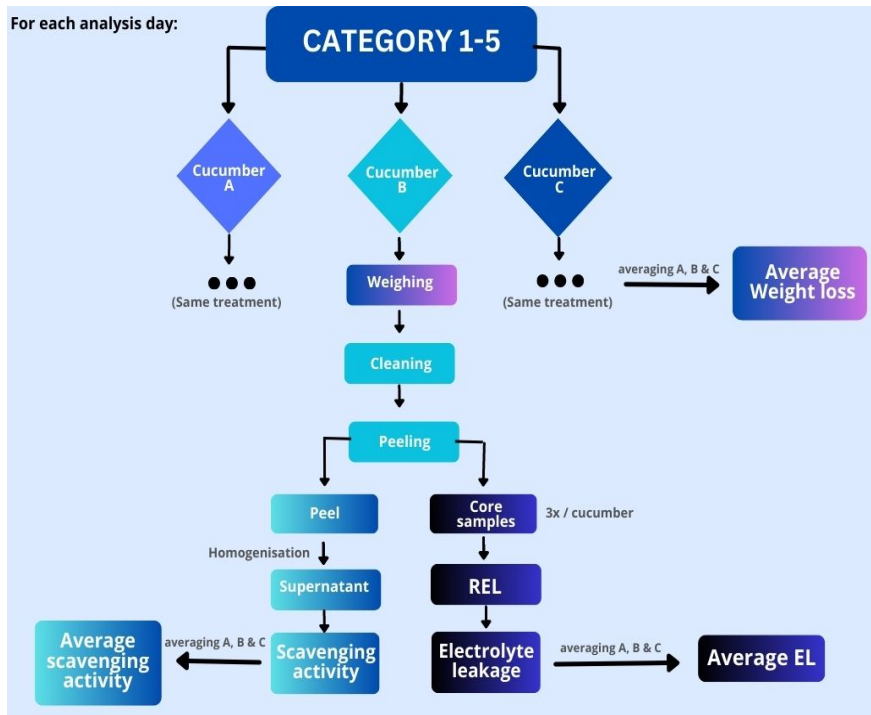 For each analysis day:
CATEGORY 1-5
Cucumber
A
Cucumber
B
Cucumber
C
(Same treatment)
Weighing
(Same treatment)
averaging A, B & C
Average
Weight loss
Cleaning
Peeling
Peel
Core
samples
3x / cucumber
Homogenisation
Supernatant
REL
Average
scavenging
activity
averaging A, B & C
Scavenging
activity
Electrolyte
leakage
averaging A, B & C
Average EL